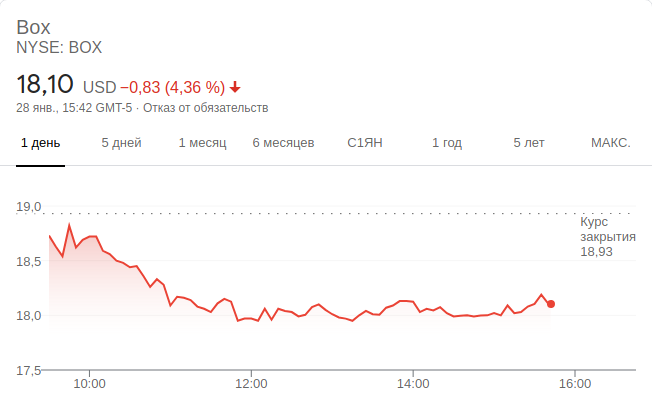 Box
NYSE: BOX
18,10 USD −0,83 (4,36 %)
28 янв., 15:42 GMT-5 · Отказ от обязательств
1 день 5 дней 1 месяц 6 месяцев С1ЯН 1 год 5 лет МАКС.
19,0
Курс
закрытия
18,93
18,5
18,0
17,5
10:00 12:00 14:00 16:00